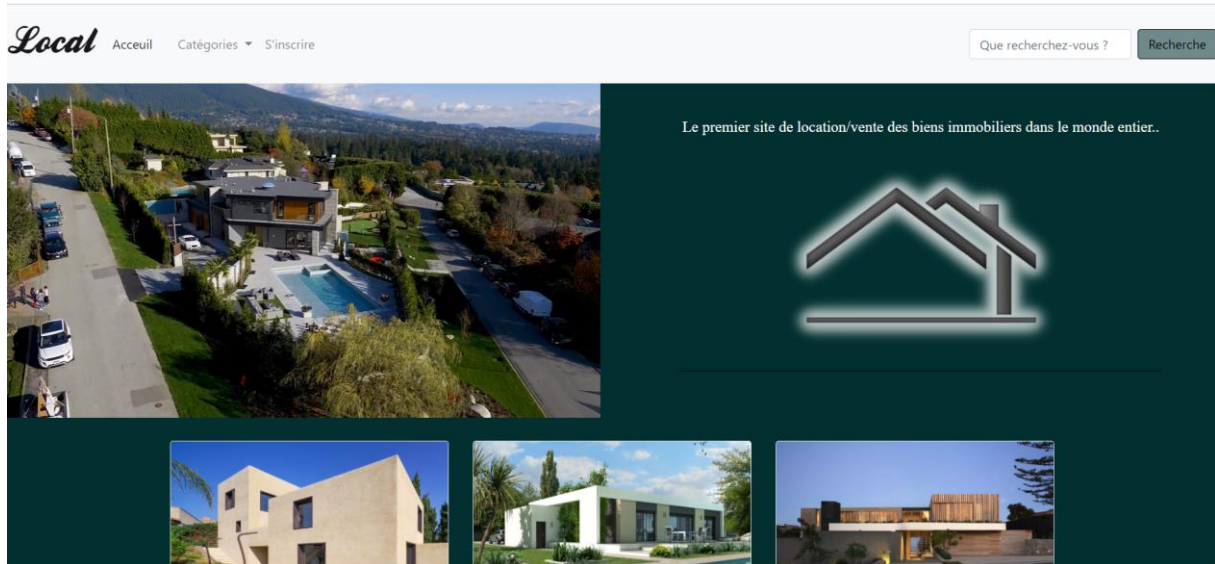 Local
Acceuil
Catégories
S'inscrire
Que recherchez-vous ?
Recherche
Le premier site de location/vente des biens immobiliers dans le monde entier..